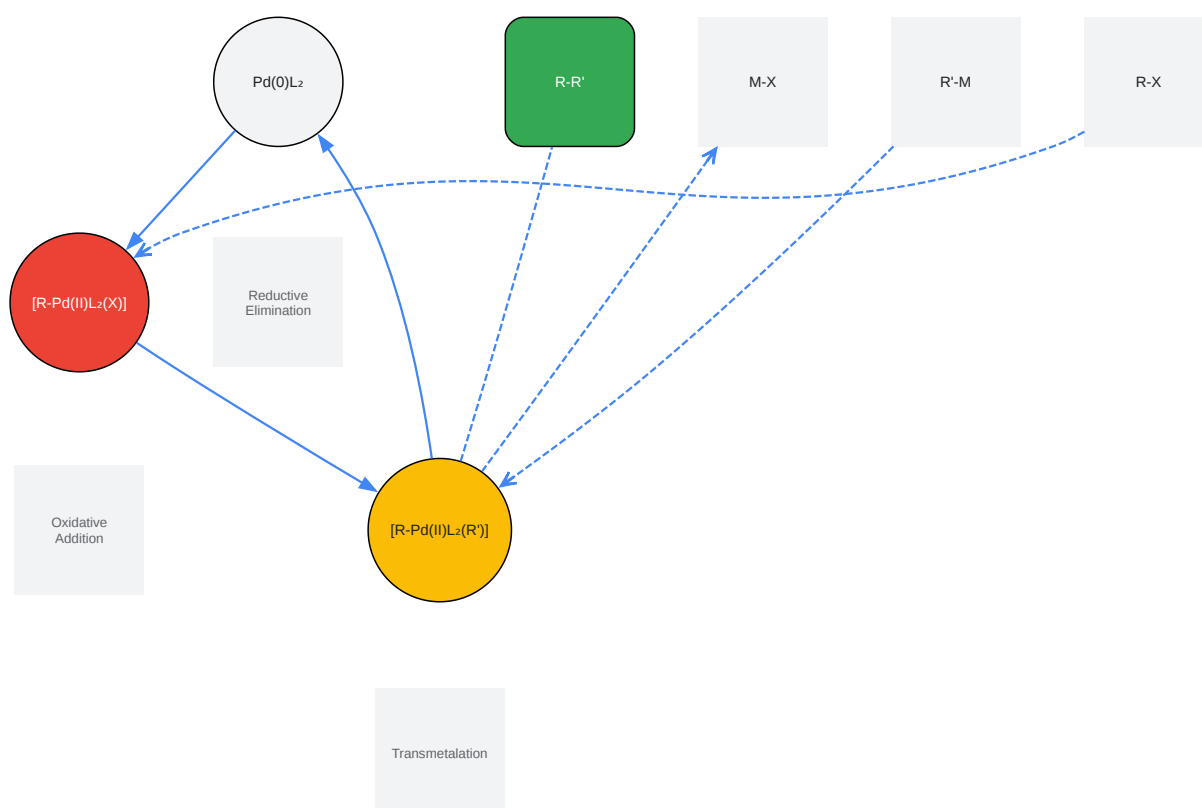 Pd(0)L₂
R-R'
M-X
R'-M
R-X
[R-Pd(II)L₂(X)]
Reductive
Elimination
Oxidative
Addition
[R-Pd(II)L₂(R')]
Transmetalation